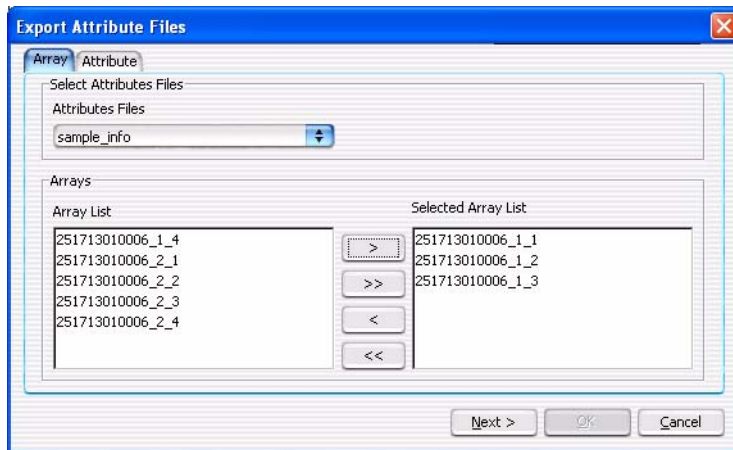 Export Attribute Files
Array
Attribute
Select Attributes Files
Attributes Files
sample_info
Arrays
Array List
251713010006_1_4
251713010006_2_1
251713010006_2_2
251713010006_2_3
251713010006_2_4
>
>>
<
<<
Selected Array List
251713010006_1_1
251713010006_1_2
251713010006_1_3
Next >
OK
Cancel